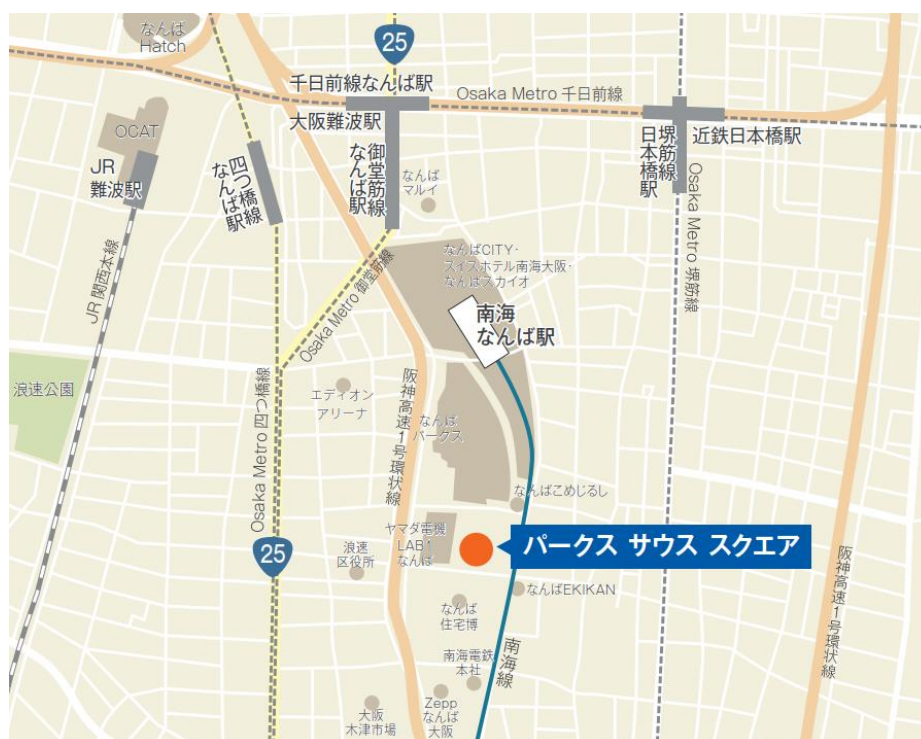 なんば
Hatch
25
千日前線なんば駅
Osaka Metro 千日前線
OCAT
大阪難波駅
近鉄日本橋駅
堺筋線
日本橋駅
JR
難波駅
四つ橋線
なんば駅
御堂筋線
なんば駅
なんば
マルイ
Osaka Metro 堺筋線
JR 関西本線
Osaka Metro 御堂筋線
なんばCITY・
スイスホテル南海大阪・
なんばスカイオ
南海
なんば駅
浪速公園
Osaka Metro 四つ橋線
エディオン
アリーナ
阪神高速1号環状線
なんば
パークス
なんばこめじるし
ヤマダ電機
LABI
なんば
パークス サウス スクエア
25
浪速
区役所
なんばEKIKAN
阪神高速1号環状線
なんば
住宅博
南海線
南海電鉄
本社
大阪
木津市場
Zepp
なんば
大阪